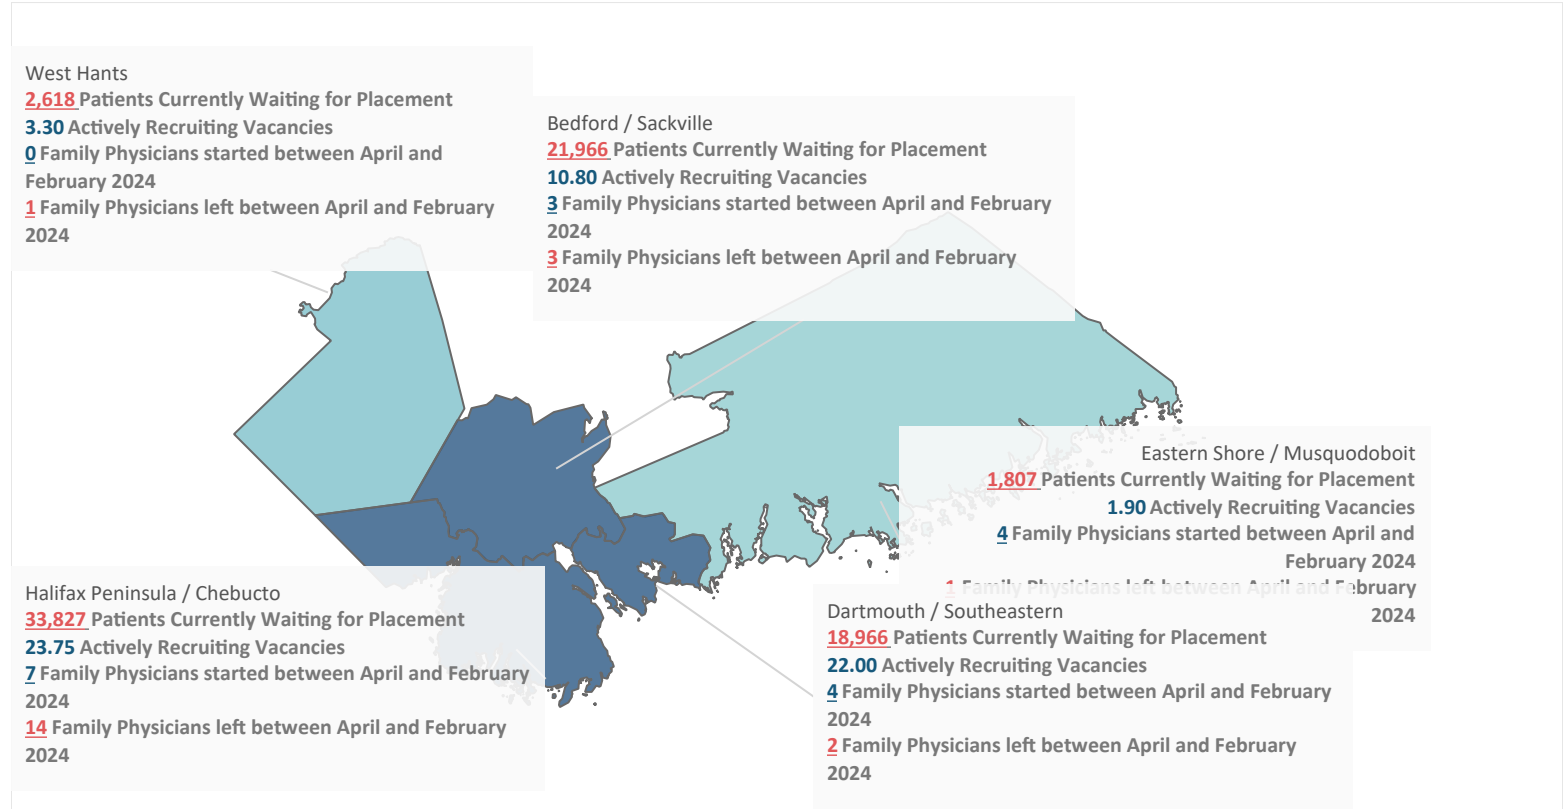 West Hants
2,618 Patients Currently Waiting for Placement
3.30 Actively Recruiting Vacancies
0 Family Physicians started between April and
February 2024
1 Family Physicians left between April and February
2024
Bedford / Sackville
21,966 Patients Currently Waiting for Placement
10.80 Actively Recruiting Vacancies
3 Family Physicians started between April and February
2024
3 Family Physicians left between April and February
2024
Eastern Shore / Musquodoboit
1,807 Patients Currently Waiting for Placement
1.90 Actively Recruiting Vacancies
4 Family Physicians started between April and
February 2024
1 Family Physicians left between April and February
2024
Halifax Peninsula / Chebucto
33,827 Patients Currently Waiting for Placement
23.75 Actively Recruiting Vacancies
7 Family Physicians started between April and February
2024
14 Family Physicians left between April and February
2024
Dartmouth / Southeastern
18,966 Patients Currently Waiting for Placement
22.00 Actively Recruiting Vacancies
4 Family Physicians started between April and February
2024
2 Family Physicians left between April and February
2024